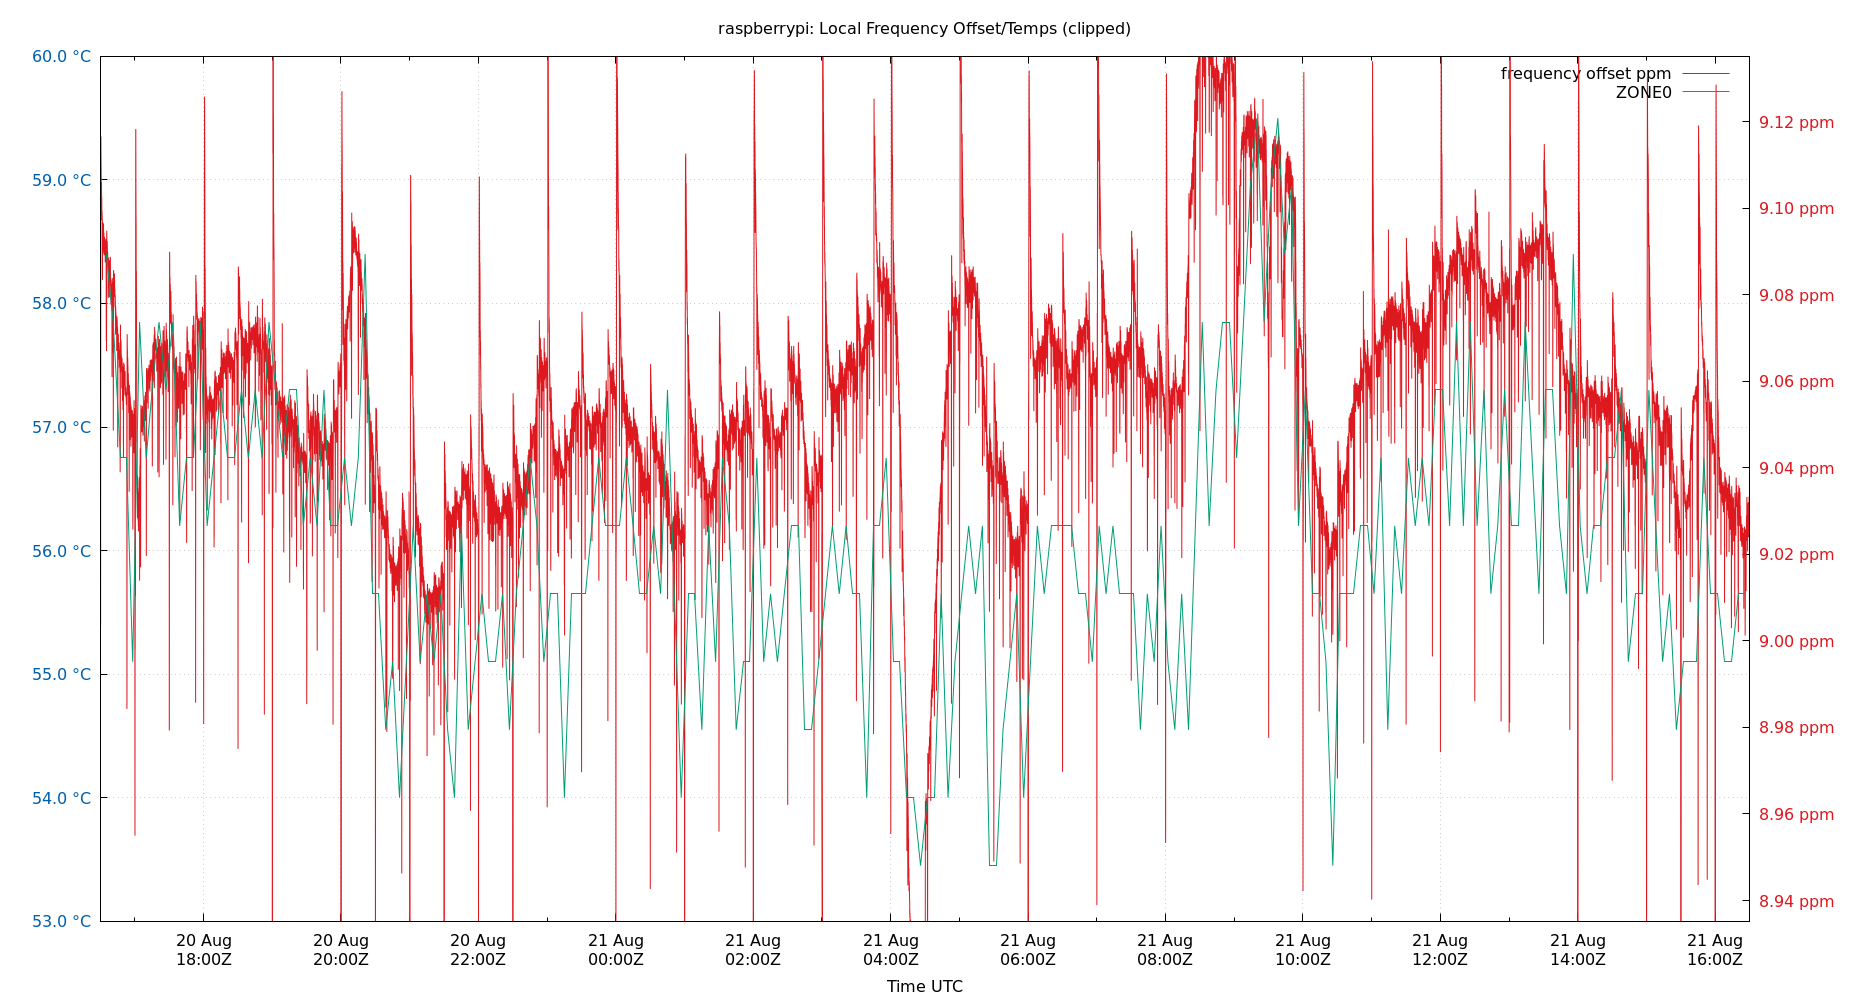 raspberrypi: Local Frequency Offset/Temps (clipped)
60.0 °C
59.0 °C
58.0 °C
57.0 °C
56.0 °C
55.0 °C
54.0 °C
53.0 °C
frequency offset ppm
ZONE0
9.12 ppm
9.10 ppm
9.08 ppm
9.06 ppm
9.04 ppm
9.02 ppm
9.00 ppm
8.98 ppm
8.96 ppm
8.94 ppm
20 Aug
18:00Z
20 Aug
20:00Z
20 Aug
22:00Z
21 Aug
00:00Z
21 Aug
02:00Z
21 Aug
04:00Z
21 Aug
06:00Z
21 Aug
08:00Z
21 Aug
10:00Z
21 Aug
12:00Z
21 Aug
14:00Z
21 Aug
16:00Z
Time UTC